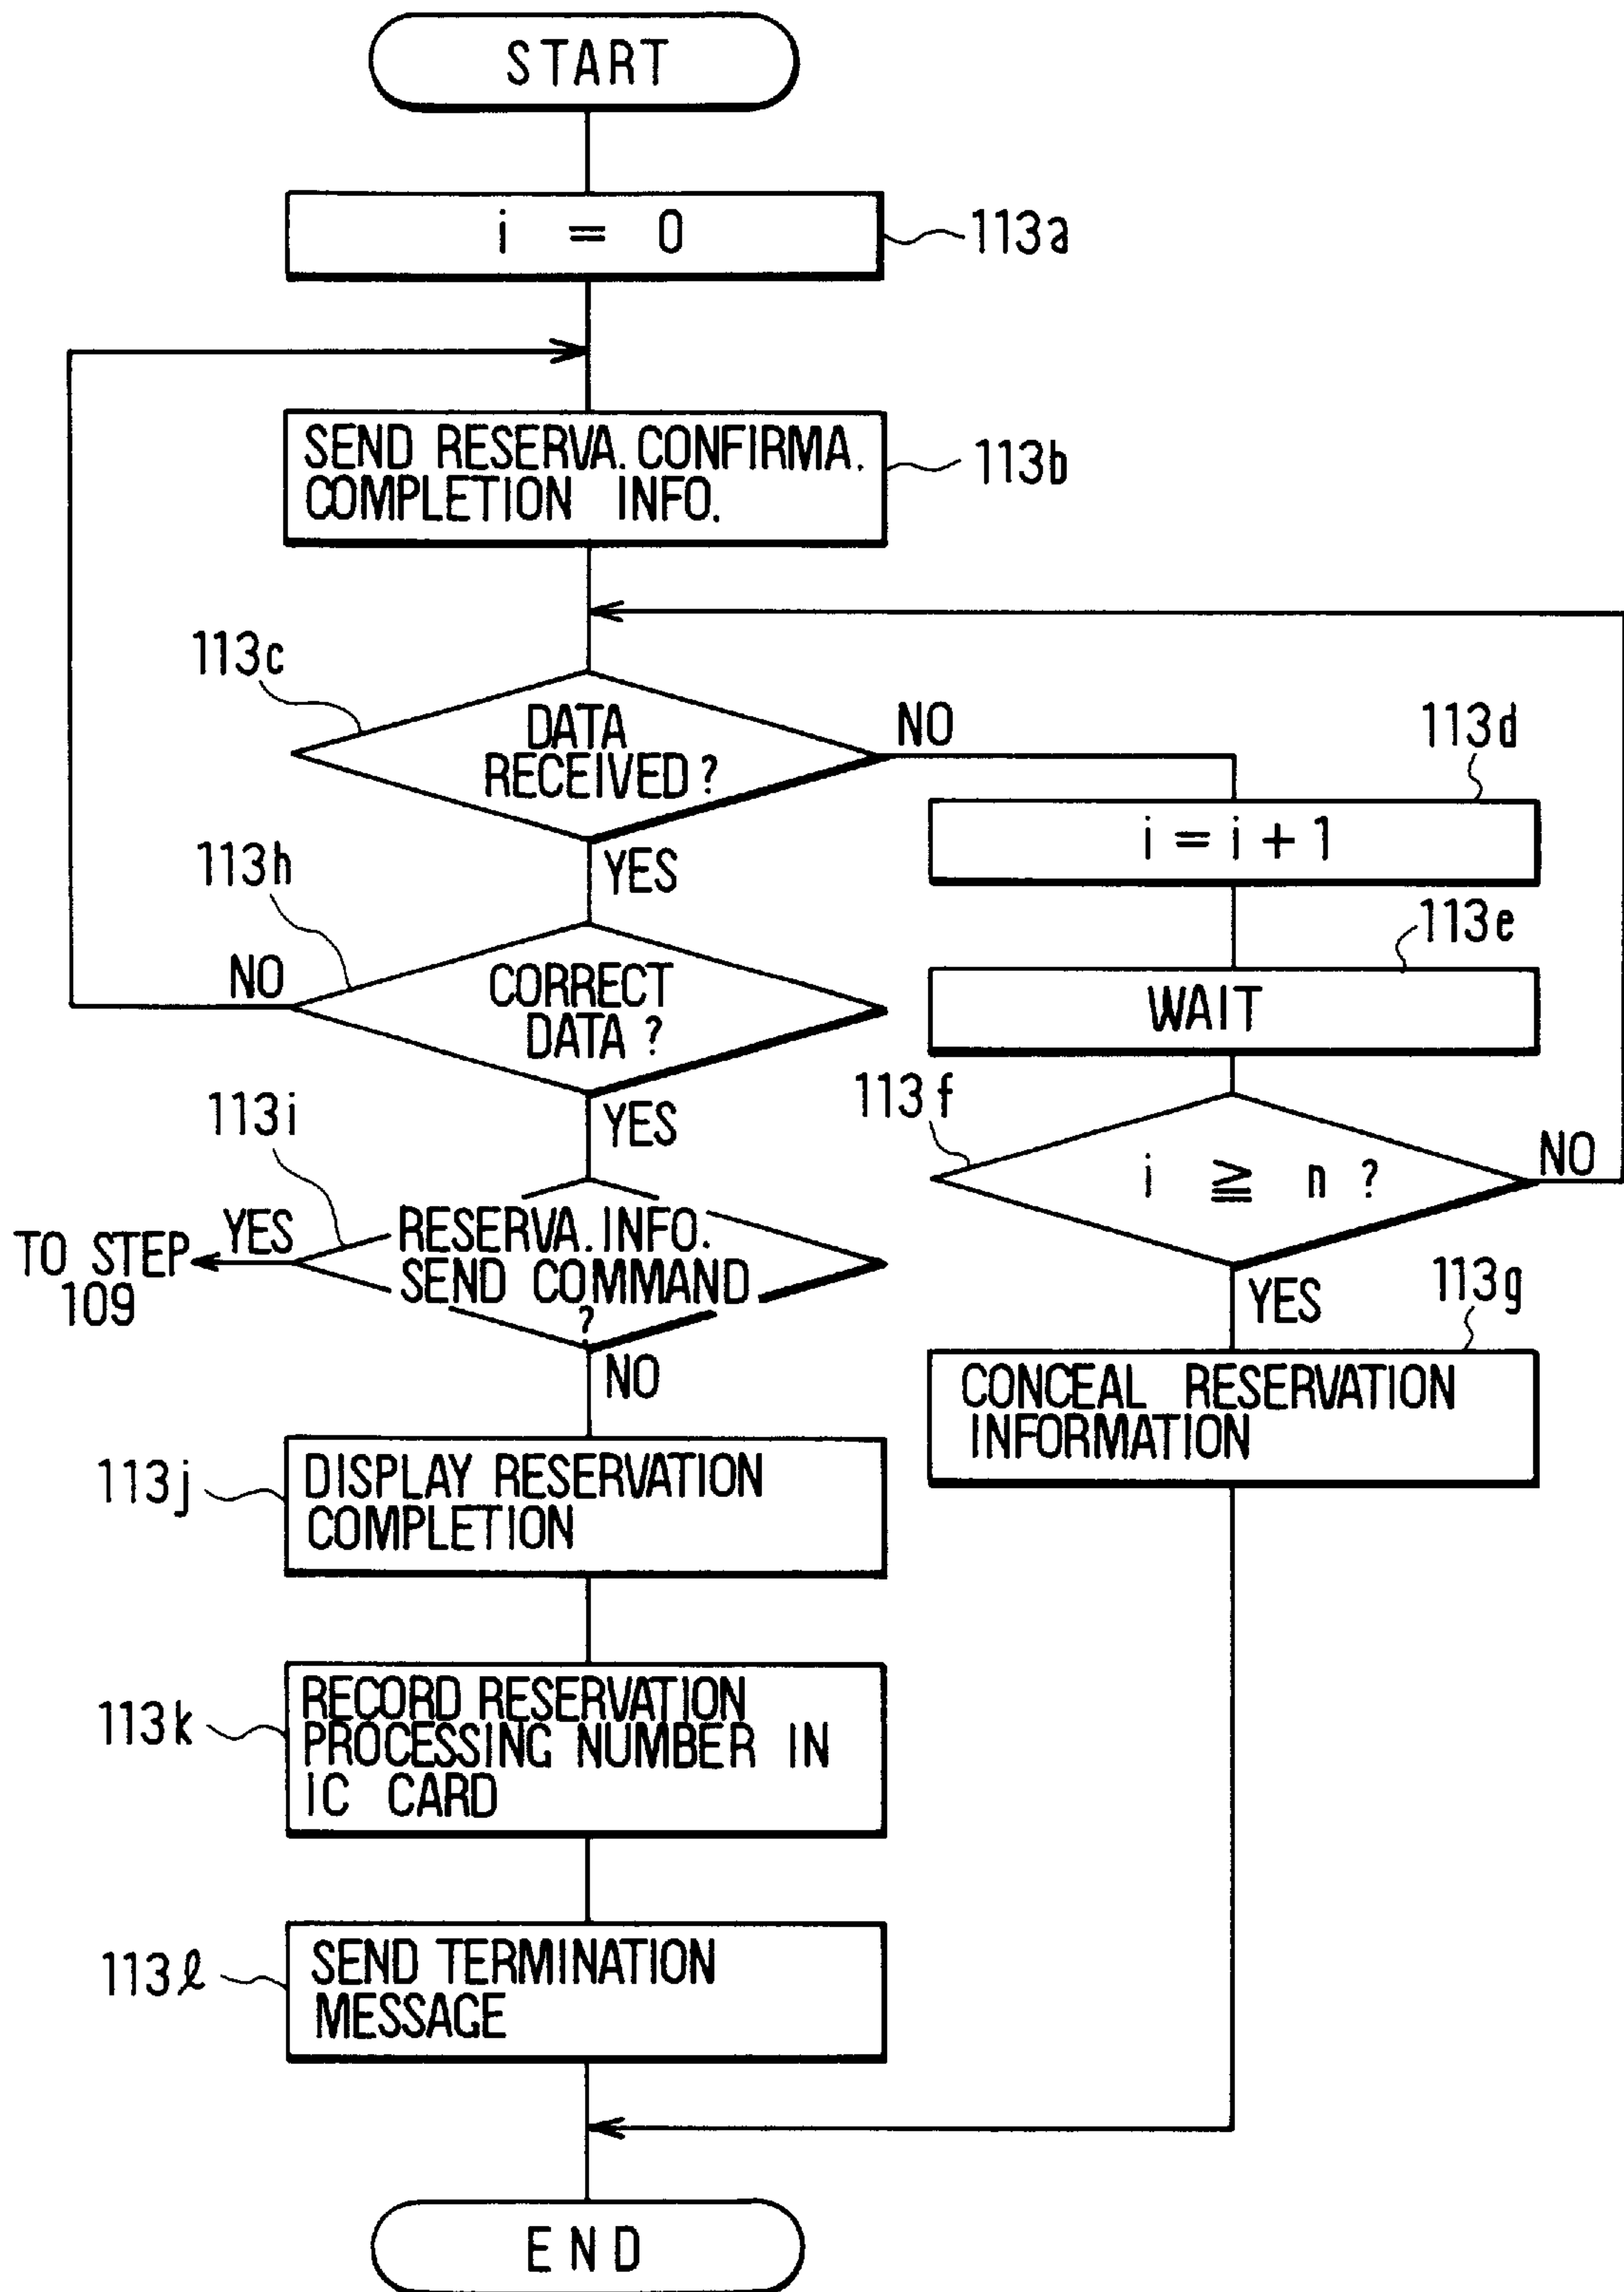 START
i = 0
113a
SEND RESERVA. CONFIRMA.
COMPLETION INFO.
113b
113c
DATA
RECEIVED ?
NO
YES
113d
i = i + 1
113h
CORRECT
DATA ?
NO
YES
113e
WAIT
113f
i ≧ n ?
NO
YES
113i
RESERVA. INFO.
SEND COMMAND
?
YES
TO STEP
109
NO
113g
CONCEAL RESERVATION
INFORMATION
113j
DISPLAY RESERVATION
COMPLETION
113k
RECORD RESERVATION
PROCESSING NUMBER IN
IC CARD
113ℓ
SEND TERMINATION
MESSAGE
END